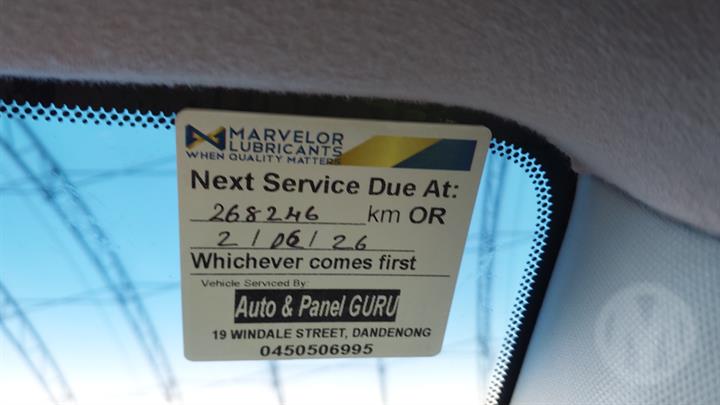 MARVELOR
LUBRICANTS
WHEN QUALITY MATTERS
Next Service Due At:
268246 km OR
2/06/26
Whichever comes first
Vehicle Serviced By:
Auto & Panel GURU
19 WINDALE STREET, DANDENONG
0450506995